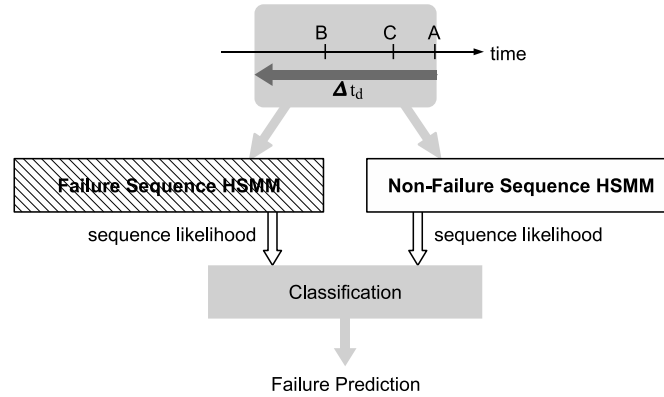 B C A
time
Δ td
Failure Sequence HSMM
Non-Failure Sequence HSMM
sequence likelihood
sequence likelihood
Classification
Failure Prediction